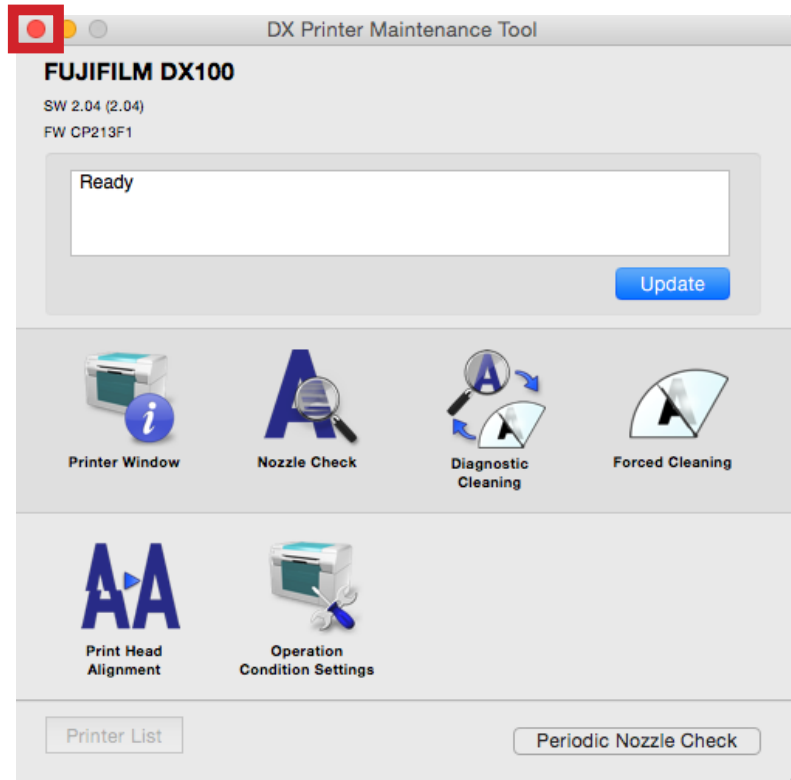 DX Printer Maintenance Tool
FUJIFILM DX100
SW 2.04 (2.04)
FW CP213F1
Ready
Update
Printer Window
Nozzle Check
Diagnostic
Cleaning
Forced Cleaning
Print Head
Alignment
Operation
Condition Settings
Printer List
Periodic Nozzle Check